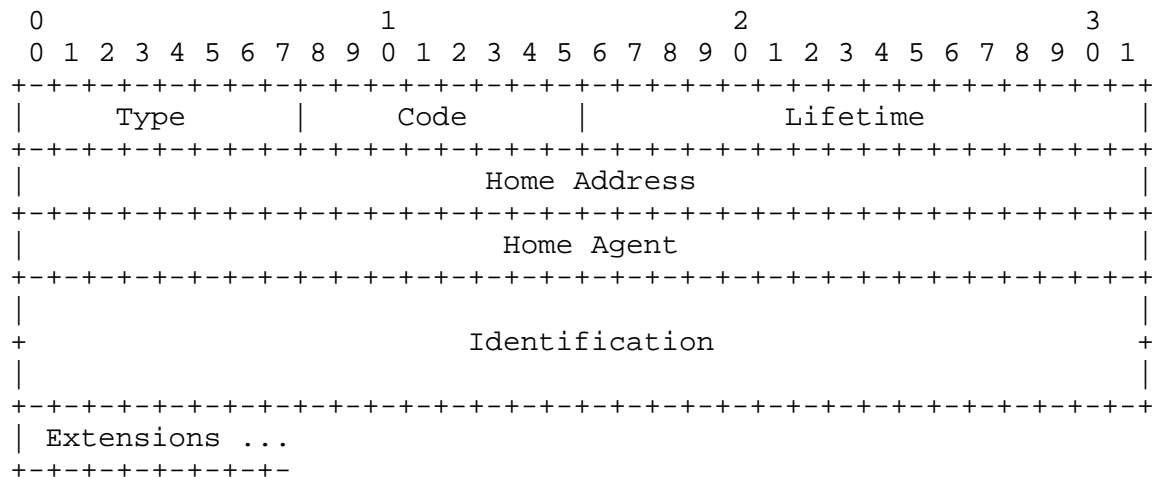 0                   1                   2                   3
 0 1 2 3 4 5 6 7 8 9 0 1 2 3 4 5 6 7 8 9 0 1 2 3 4 5 6 7 8 9 0 1
+-+-+-+-+-+-+-+-+-+-+-+-+-+-+-+-+-+-+-+-+-+-+-+-+-+-+-+-+-+-+-+-+
|     Type      |     Code      |           Lifetime            |
+-+-+-+-+-+-+-+-+-+-+-+-+-+-+-+-+-+-+-+-+-+-+-+-+-+-+-+-+-+-+-+-+
|                          Home Address                         |
+-+-+-+-+-+-+-+-+-+-+-+-+-+-+-+-+-+-+-+-+-+-+-+-+-+-+-+-+-+-+-+-+
|                           Home Agent                          |
+-+-+-+-+-+-+-+-+-+-+-+-+-+-+-+-+-+-+-+-+-+-+-+-+-+-+-+-+-+-+-+-+
|                                                               |
+                         Identification                        +
|                                                               |
+-+-+-+-+-+-+-+-+-+-+-+-+-+-+-+-+-+-+-+-+-+-+-+-+-+-+-+-+-+-+-+-+
| Extensions ...
+-+-+-+-+-+-+-+-